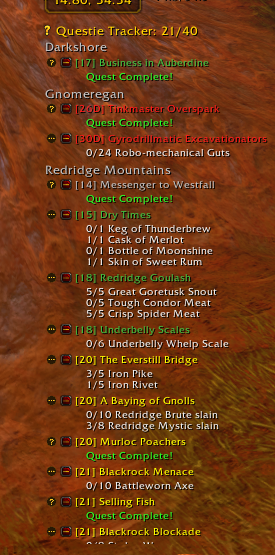 14.80, 54.54
? Questie Tracker: 21/40
Darkshore
? [17] Business in Auberdine
Quest Complete!
Gnomeregan
? [26D] Tinkmaster Overspark
Quest Complete!
[30D] Gyrodrillmatic Excavationators
0/24 Robo-mechanical Guts
Redridge Mountains
? [14] Messenger to Westfall
Quest Complete!
[15] Dry Times
0/1 Keg of Thunderbrew
1/1 Cask of Merlot
0/1 Bottle of Moonshine
1/1 Skin of Sweet Rum
[18] Redridge Goulash
5/5 Great Goretusk Snout
0/5 Tough Condor Meat
5/5 Crisp Spider Meat
[18] Underbelly Scales
0/6 Underbelly Whelp Scale
[20] The Everstill Bridge
3/5 Iron Pike
1/5 Iron Rivet
[20] A Baying of Gnolls
0/10 Redridge Brute slain
3/8 Redridge Mystic slain
? [20] Murloc Poachers
Quest Complete!
[21] Blackrock Menace
0/10 Battleworn Axe
? [21] Selling Fish
Quest Complete!
[21] Blackrock Blockade